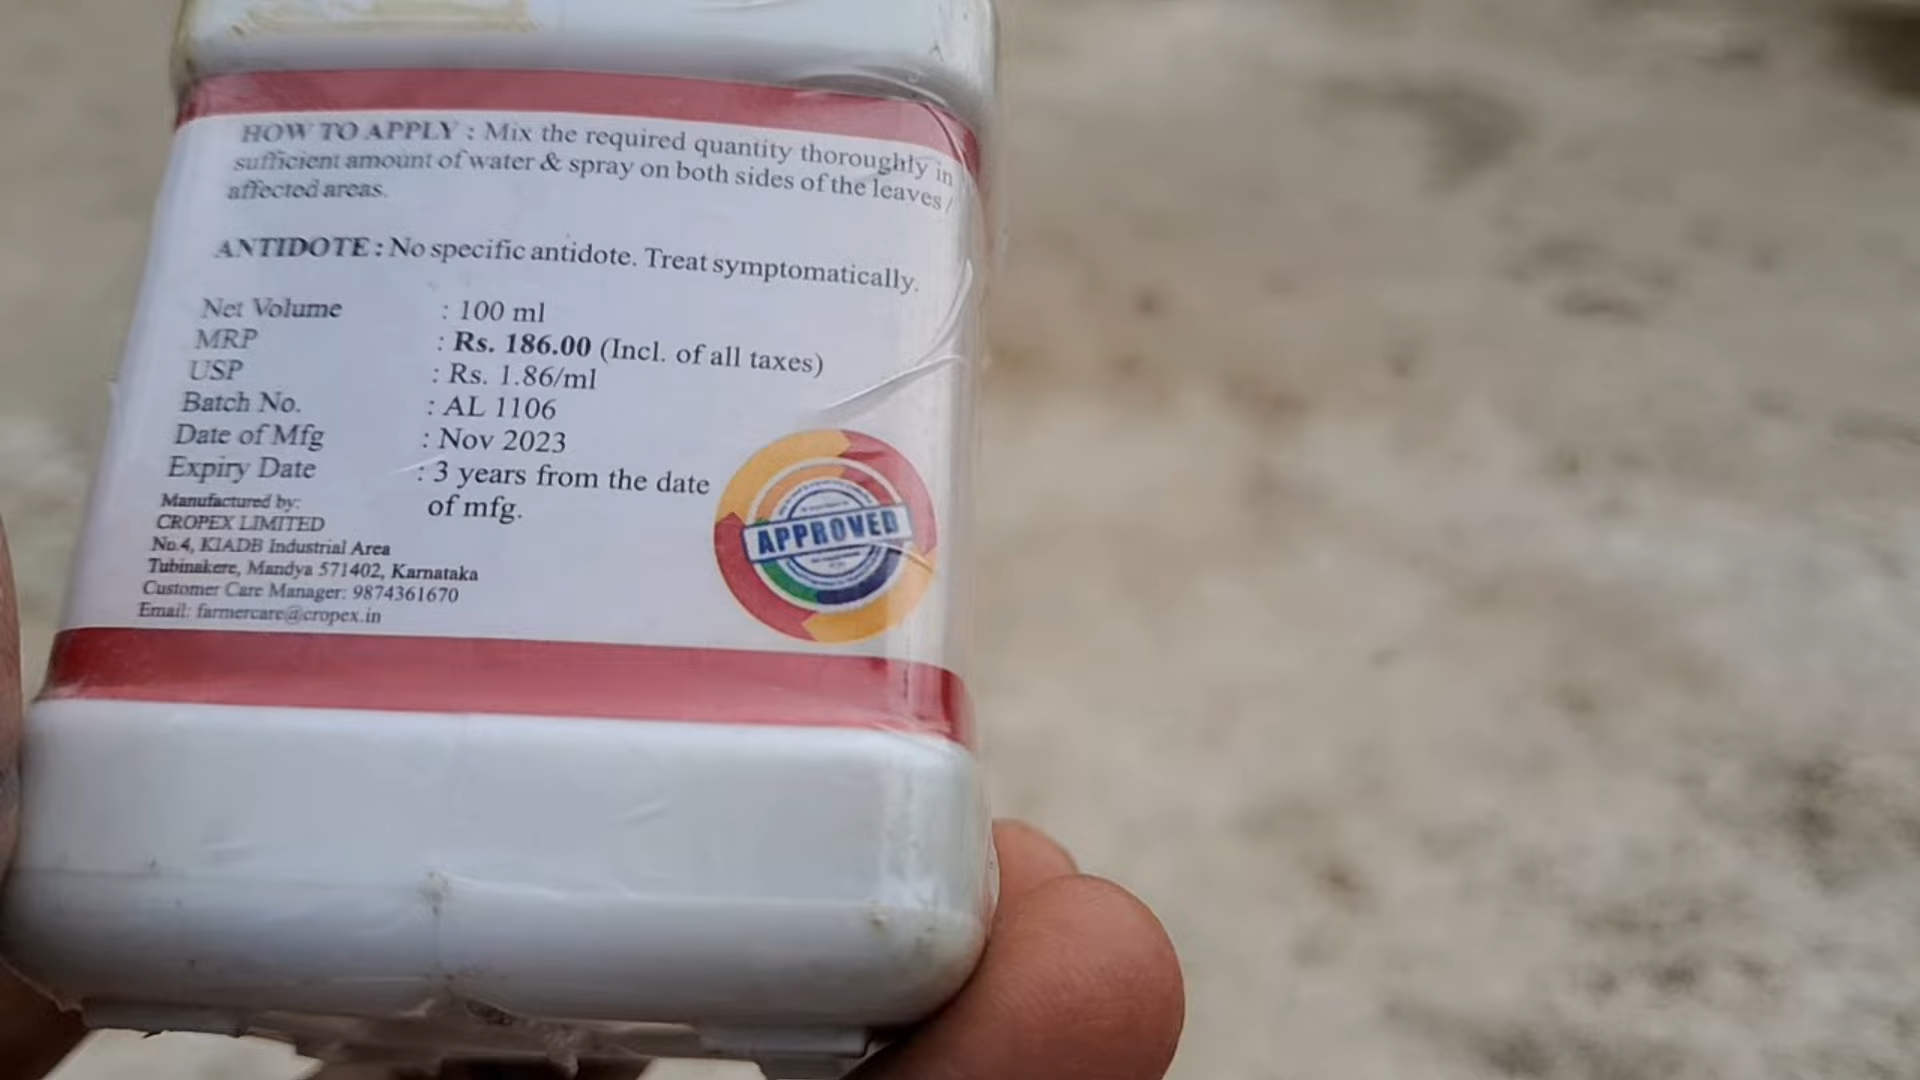 HOW TO APPLY : Mix the required quantity thoroughly in
sufficient amount of water & spray on both sides of the leaves /
affected areas.
ANTIDOTE : No specific antidote. Treat symptomatically.
Net Volume : 100 ml
MRP : Rs. 186.00 (Incl. of all taxes)
USP : Rs. 1.86/ml
Batch No. : AL 1106
Date of Mfg : Nov 2023
Expiry Date : 3 years from the date
of mfg.
Manufactured by:
CROPEX LIMITED
No.4, KIADB Industrial Area
Tubinakere, Mandya 571402, Karnataka
Customer Care Manager: 9874361670
Email: farmercare@cropex.in
APPROVED